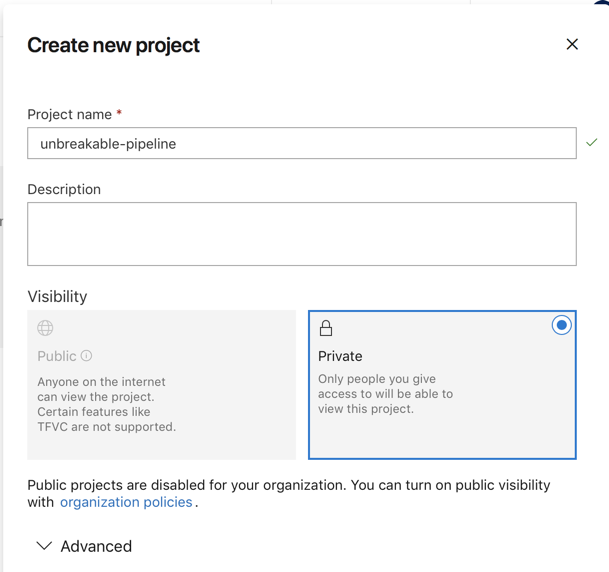 Create new project
Project name *
unbreakable-pipeline
Description
Visibility
Public
Anyone on the internet
can view the project.
Certain features like
TFVC are not supported.
Private
Only people you give
access to will be able to
view this project.
Public projects are disabled for your organization. You can turn on public visibility
with organization policies.
Advanced